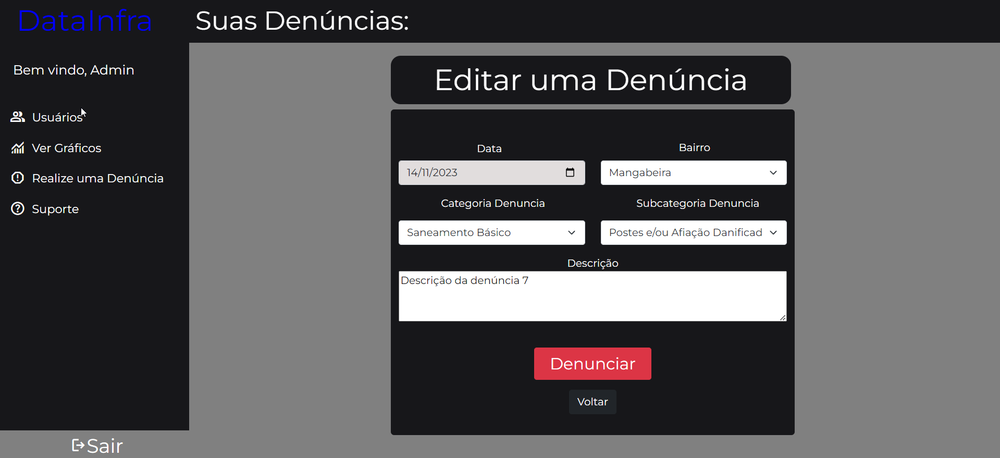 DataInfra
Suas Denúncias:
Bem vindo, Admin
Usuários
Ver Gráficos
Realize uma Denúncia
Suporte
Sair
Editar uma Denúncia
Data
Bairro
14/11/2023
Mangabeira
Categoria Denuncia
Subcategoria Denuncia
Saneamento Básico
Postes e/ou Afiação Danificad
Descrição
Descrição da denúncia 7
Denunciar
Voltar